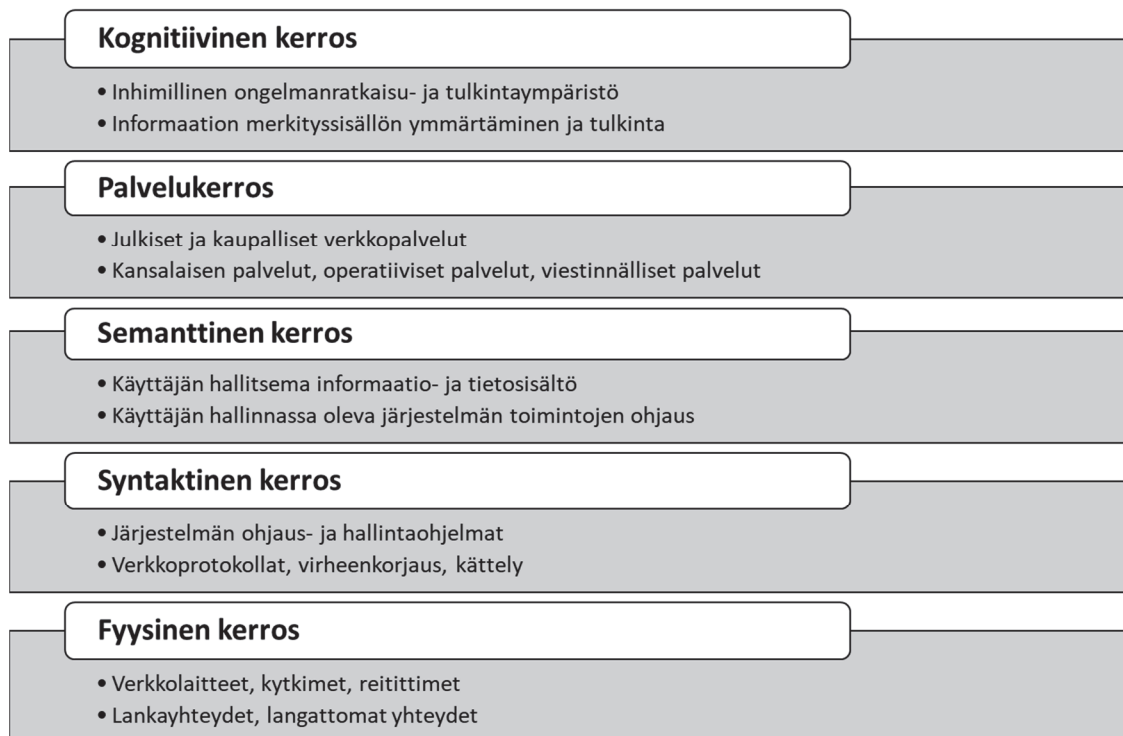 Kognitiivinen kerros
• Inhimillinen ongelmanratkaisu- ja tulkintaympäristö
• Informaation merkityssisällön ymmärtäminen ja tulkinta
Palvelukerros
• Julkiset ja kaupalliset verkkopalvelut
• Kansalaisen palvelut, operatiiviset palvelut, viestinnälliset palvelut
Semanttinen kerros
• Käyttäjän hallitsema informaatio- ja tietosisältö
• Käyttäjän hallinnassa oleva järjestelmän toimintojen ohjaus
Syntaktinen kerros
• Järjestelmän ohjaus- ja hallintaohjelmat
• Verkkoprotokollat, virheenkorjaus, kättely
Fyysinen kerros
• Verkkolaitteet, kytkimet, reitittimet
• Lankayhteydet, langattomat yhteydet